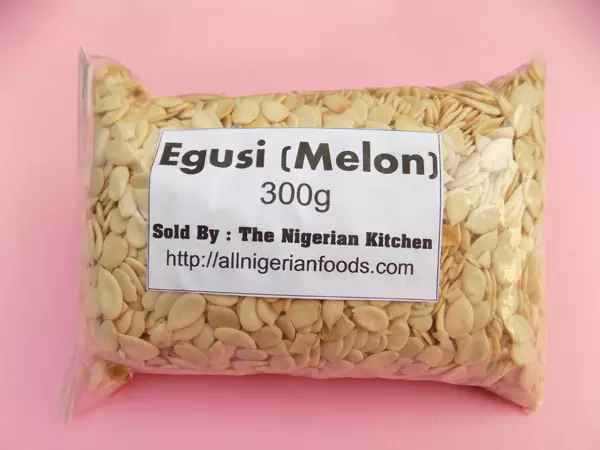 Egusi (Melon)
300g
Sold By : The Nigerian Kitchen
http://allnigerianfoods.com